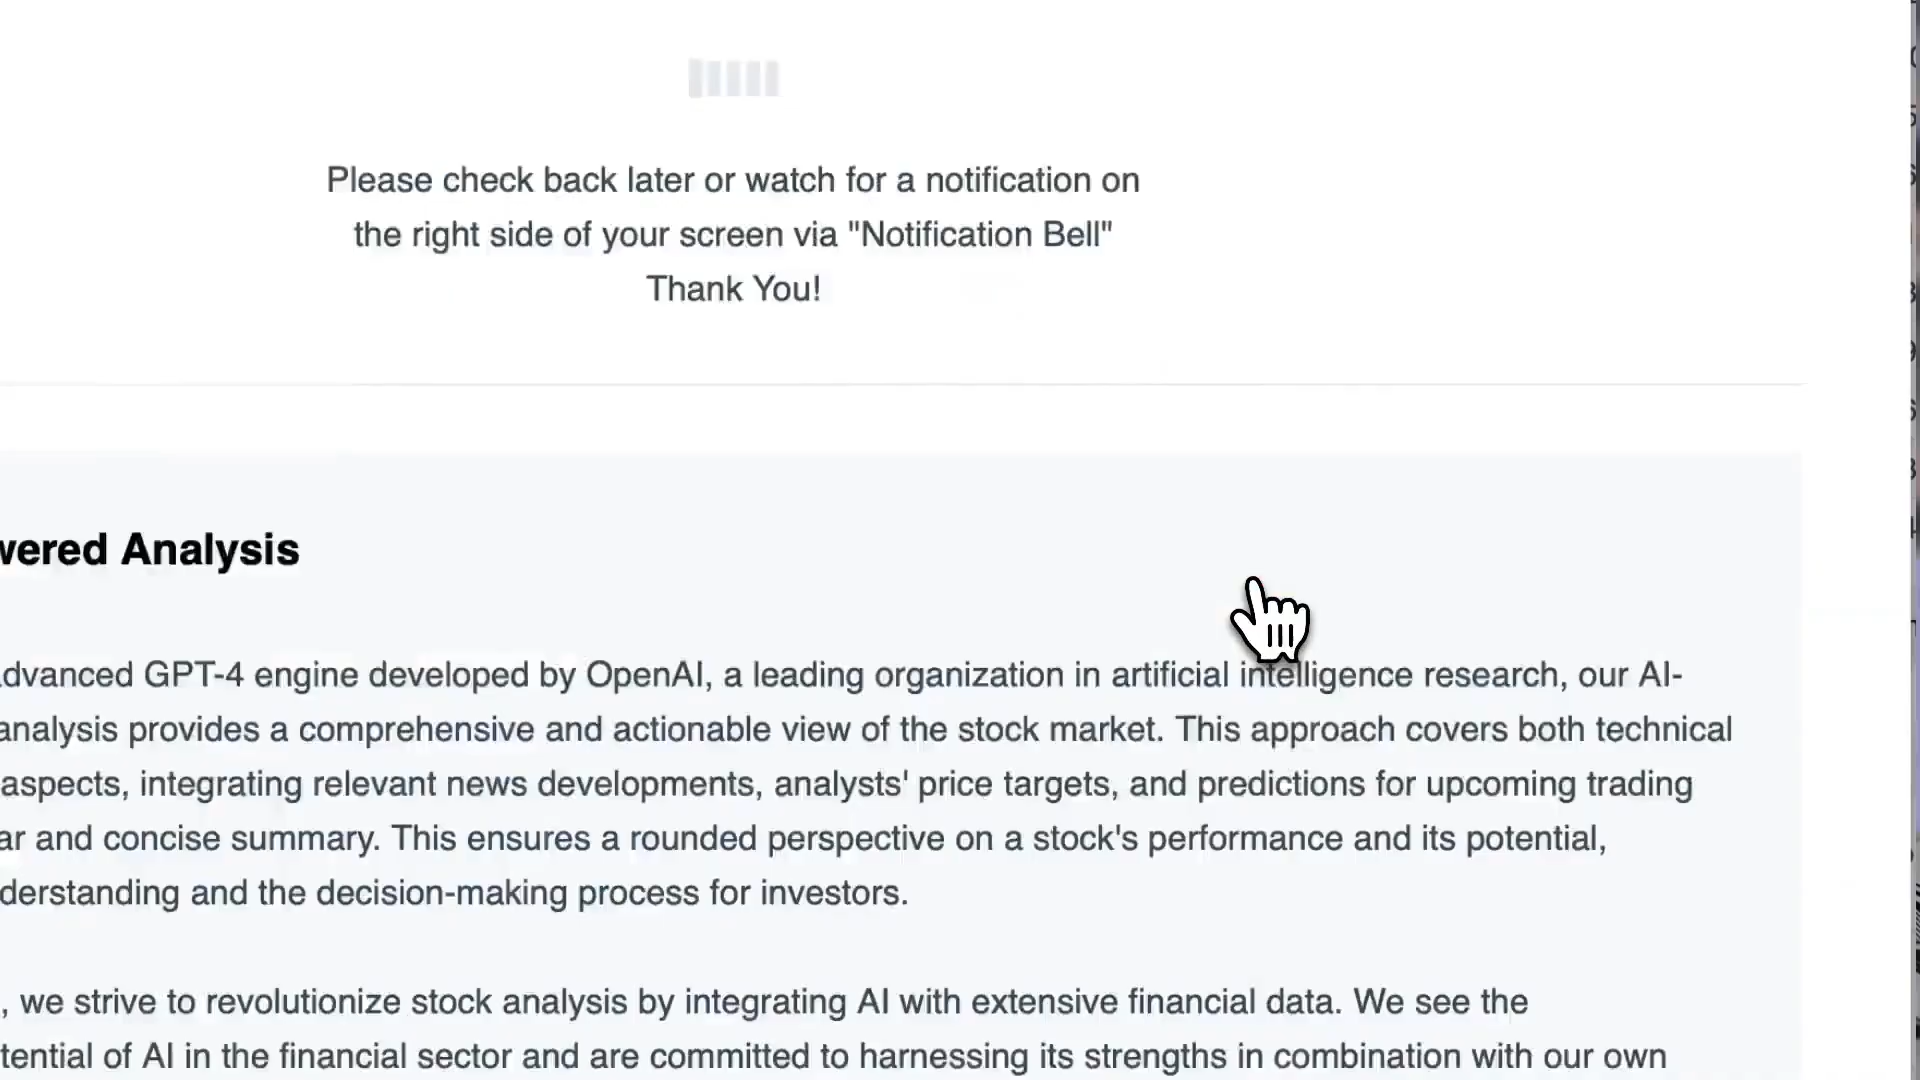 Please check back later or watch for a notification on
the right side of your screen via "Notification Bell"
Thank You!
wered Analysis
dvanced GPT-4 engine developed by OpenAI, a leading organization in artificial intelligence research, our AI-
analysis provides a comprehensive and actionable view of the stock market. This approach covers both technical
aspects, integrating relevant news developments, analysts' price targets, and predictions for upcoming trading
ar and concise summary. This ensures a rounded perspective on a stock's performance and its potential,
derstanding and the decision-making process for investors.
, we strive to revolutionize stock analysis by integrating AI with extensive financial data. We see the
tential of AI in the financial sector and are committed to harnessing its strengths in combination with our own